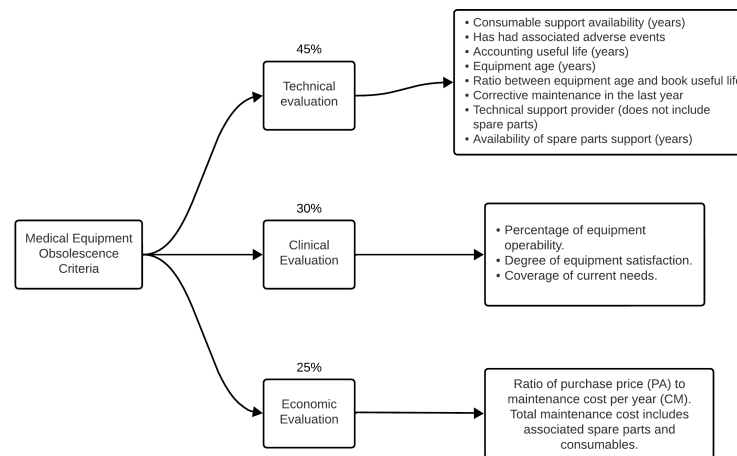 45%
• Consumable support availability (years)
• Has had associated adverse events
• Accounting useful life (years)
• Equipment age (years)
• Ratio between equipment age and book useful life
• Corrective maintenance in the last year
• Technical support provider (does not include
spare parts)
• Availability of spare parts support (years)
Technical
evaluation
30%
Medical Equipment
Obsolescence
Criteria
Clinical
Evaluation
• Percentage of equipment
operability.
• Degree of equipment satisfaction.
• Coverage of current needs.
25%
Economic
Evaluation
Ratio of purchase price (PA) to
maintenance cost per year (CM).
Total maintenance cost includes
associated spare parts and
consumables.